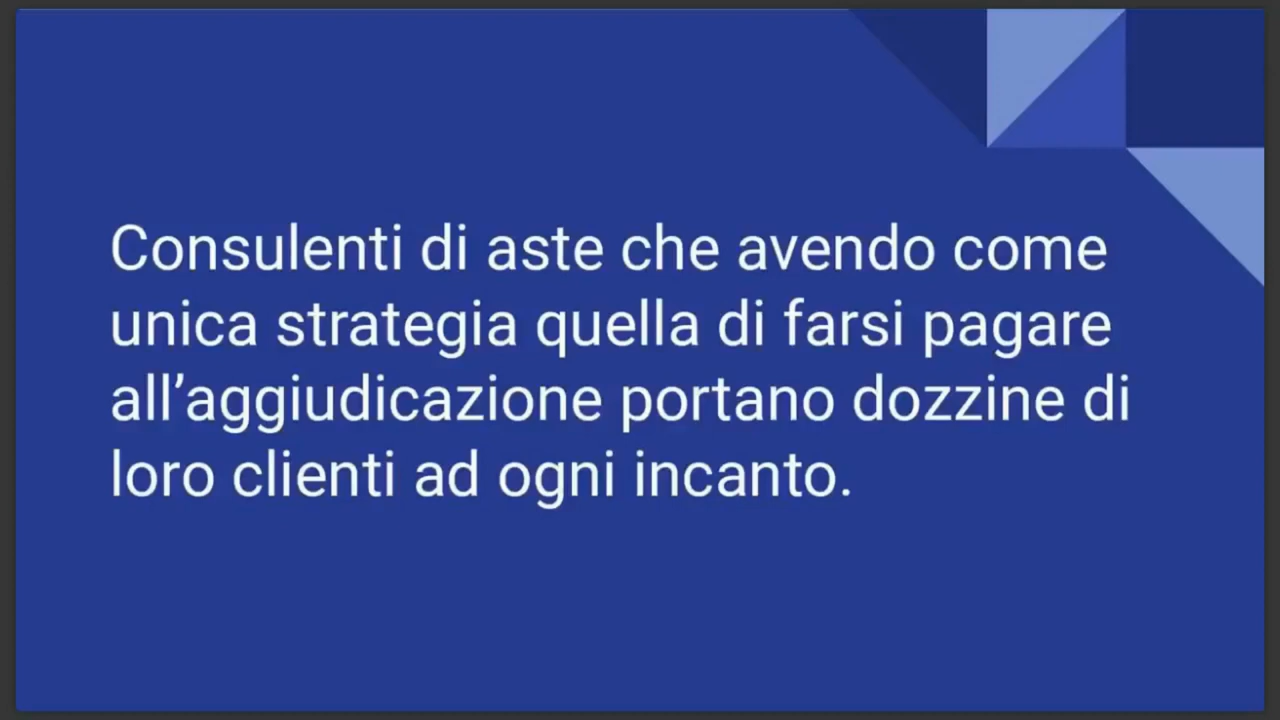 Consulenti di aste che avendo come
unica strategia quella di farsi pagare
all’aggiudicazione portano dozzine di
loro clienti ad ogni incanto.